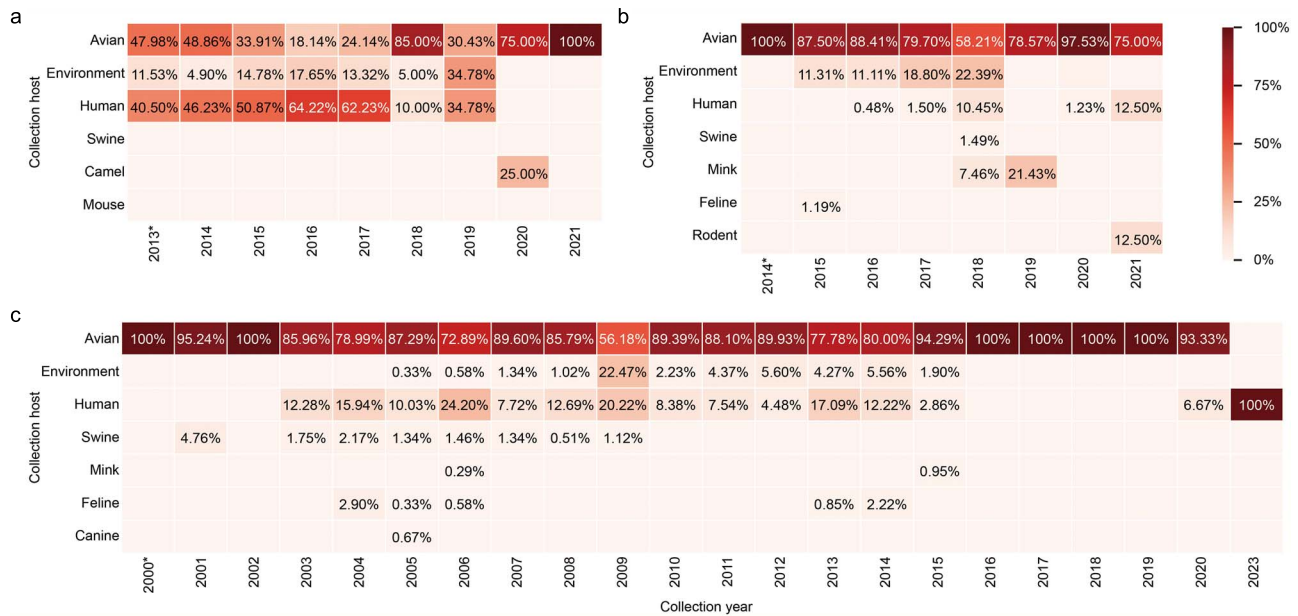 a
Collection host
Avian 47.98% 48.86% 33.91% 18.14% 24.14% 85.00% 30.43% 75.00% 100%
Environment 11.53% 4.90% 14.78% 17.65% 13.32% 5.00% 34.78%
Human 40.50% 46.23% 50.87% 64.22% 62.23% 10.00% 34.78%
Swine
Camel 25.00%
Mouse
2013* 2014 2015 2016 2017 2018 2019 2020 2021
b
Collection host
Avian 100% 87.50% 88.41% 79.70% 58.21% 78.57% 97.53% 75.00%
Environment 11.31% 11.11% 18.80% 22.39%
Human 0.48% 1.50% 10.45% 1.23% 12.50%
Swine 1.49%
Mink 7.46% 21.43%
Feline 1.19%
Rodent 12.50%
2014* 2015 2016 2017 2018 2019 2020 2021
100%
75%
50%
25%
0%
c
Collection host
Avian 100% 95.24% 100% 85.96% 78.99% 87.29% 72.89% 89.60% 85.79% 56.18% 89.39% 88.10% 89.93% 77.78% 80.00% 94.29% 100% 100% 100% 100% 93.33%
Environment 0.33% 0.58% 1.34% 1.02% 22.47% 2.23% 4.37% 5.60% 4.27% 5.56% 1.90%
Human 12.28% 15.94% 10.03% 24.20% 7.72% 12.69% 20.22% 8.38% 7.54% 4.48% 17.09% 12.22% 2.86% 6.67% 100%
Swine 4.76% 1.75% 2.17% 1.34% 1.46% 1.34% 0.51% 1.12%
Mink 0.29% 0.95%
Feline 2.90% 0.33% 0.58% 0.85% 2.22%
Canine 0.67%
2000* 2001 2002 2003 2004 2005 2006 2007 2008 2009 2010 2011 2012 2013 2014 2015 2016 2017 2018 2019 2020 2023
Collection year